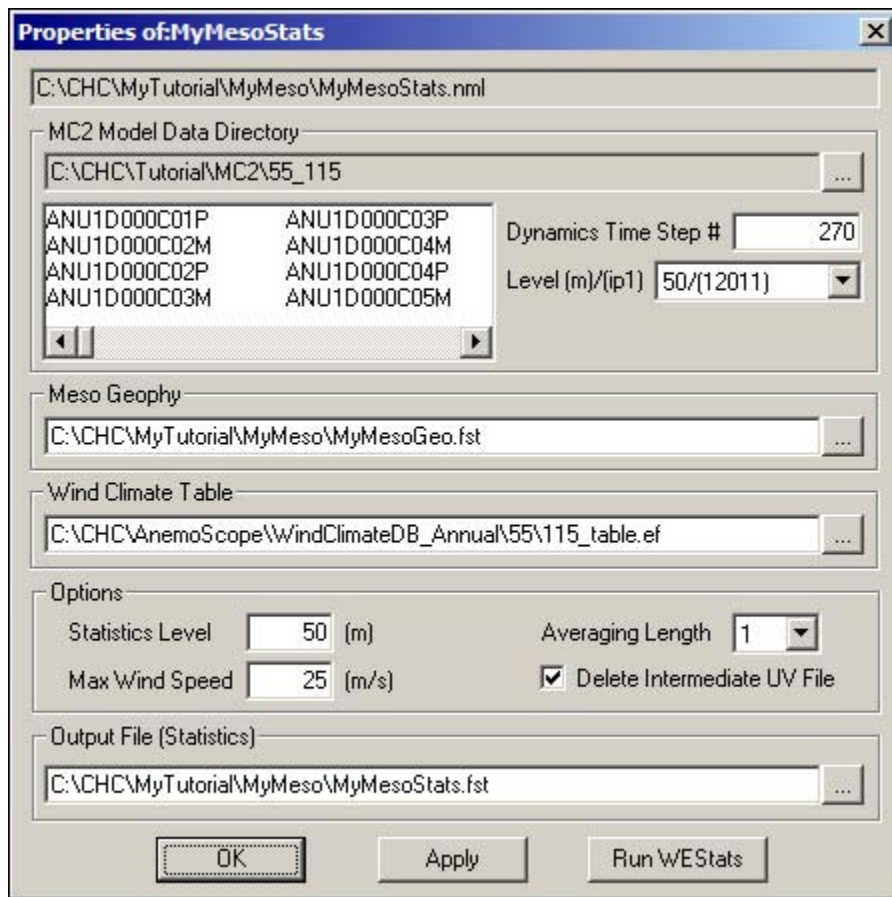 Properties of:MyMesoStats
C:\CHC\MyTutorial\MyMeso\MyMesoStats.nml
MC2 Model Data Directory
C:\CHC\Tutorial\MC2\55_115
...
ANU1D000C01P ANU1D000C03P
ANU1D000C02M ANU1D000C04M
ANU1D000C02P ANU1D000C04P
ANU1D000C03M ANU1D000C05M
Dynamics Time Step # 270
Level (m)/(ip1) 50/(12011)
Meso Geophy
C:\CHC\MyTutorial\MyMeso\MyMesoGeo.fst
...
Wind Climate Table
C:\CHC\AnemoScope\WindClimateDB_Annual\55\115_table.ef
...
Options
Statistics Level 50 (m)
Averaging Length 1
Max Wind Speed 25 (m/s)
Delete Intermediate UV File
Output File (Statistics)
C:\CHC\MyTutorial\MyMeso\MyMesoStats.fst
...
OK Apply Run WEStats